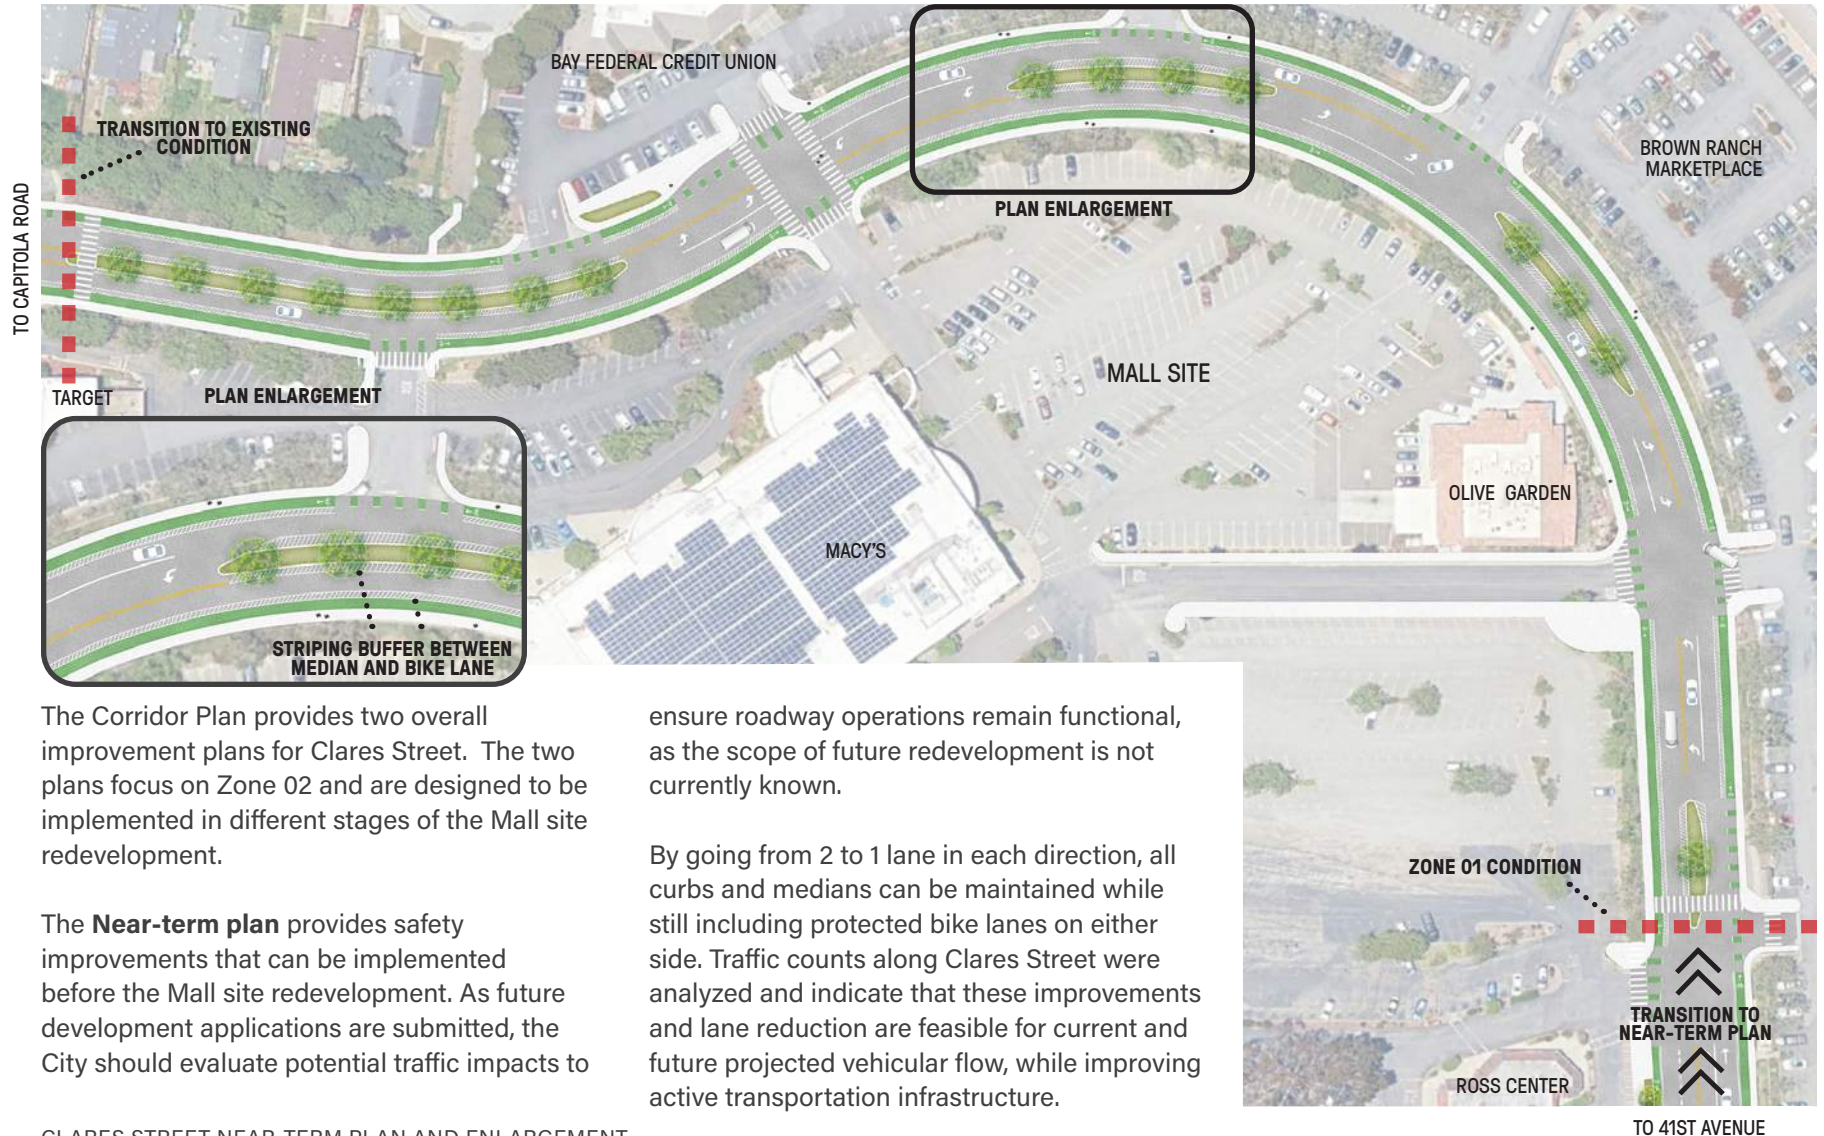 BAY FEDERAL CREDIT UNION
TRANSITION TO EXISTING
CONDITION
BROWN RANCH
MARKETPLACE
TO CAPITOLA ROAD
PLAN ENLARGEMENT
MALL SITE
TARGET
PLAN ENLARGEMENT
OLIVE GARDEN
MACY'S
STRIPING BUFFER BETWEEN
MEDIAN AND BIKE LANE
The Corridor Plan provides two overall
improvement plans for Clares Street. The two
plans focus on Zone 02 and are designed to be
implemented in different stages of the Mall site
redevelopment.
The Near-term plan provides safety
improvements that can be implemented
before the Mall site redevelopment. As future
development applications are submitted, the
City should evaluate potential traffic impacts to
ensure roadway operations remain functional,
as the scope of future redevelopment is not
currently known.
By going from 2 to 1 lane in each direction, all
curbs and medians can be maintained while
still including protected bike lanes on either
side. Traffic counts along Clares Street were
analyzed and indicate that these improvements
and lane reduction are feasible for current and
future projected vehicular flow, while improving
active transportation infrastructure.
ZONE 01 CONDITION
TRANSITION TO
NEAR-TERM PLAN
ROSS CENTER
TO 41ST AVENUE
CLARES STREET NEAR-TERM PLAN AND ENLARGEMENT